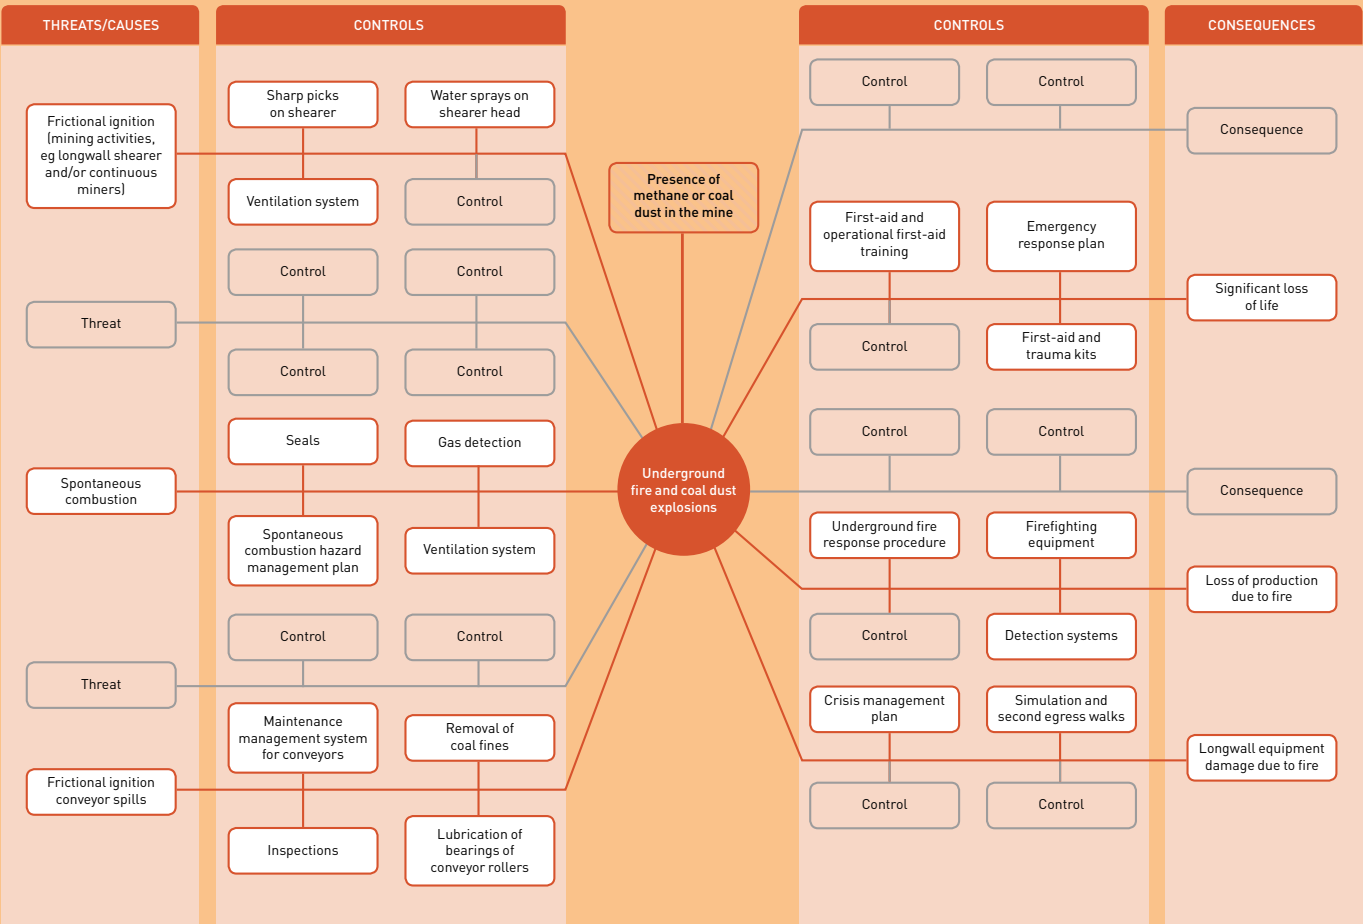 THREATS/CAUSES
CONTROLS
CONTROLS
CONSEQUENCES
Frictional ignition
(mining activities,
eg longwall shearer
and/or continuous
miners)
Sharp picks
on shearer
Water sprays on
shearer head
Ventilation system
Control
Threat
Control
Control
Control
Control
Spontaneous
combustion
Seals
Gas detection
Spontaneous
combustion hazard
management plan
Ventilation system
Threat
Control
Control
Frictional ignition
conveyor spills
Maintenance
management system
for conveyors
Removal of
coal fines
Inspections
Lubrication of
bearings of
conveyor rollers
Presence of
methane or coal
dust in the mine
Underground
fire and coal dust
explosions
Control
Control
Consequence
First-aid and
operational first-aid
training
Emergency
response plan
Control
First-aid and
trauma kits
Significant loss
of life
Control
Control
Consequence
Underground fire
response procedure
Firefighting
equipment
Control
Detection systems
Loss of production
due to fire
Crisis management
plan
Simulation and
second egress walks
Control
Control
Longwall equipment
damage due to fire